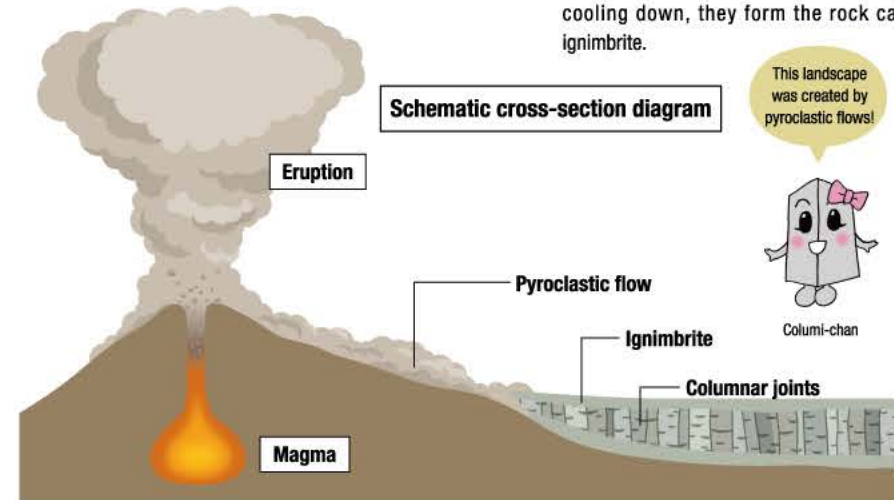 cooling down, they form the rock ca
ignimbrite.
This landscape
was created by
pyroclastic flows!
Schematic cross-section diagram
Eruption
Pyroclastic flow
Columi-chan
Ignimbrite
Columnar joints
Magma